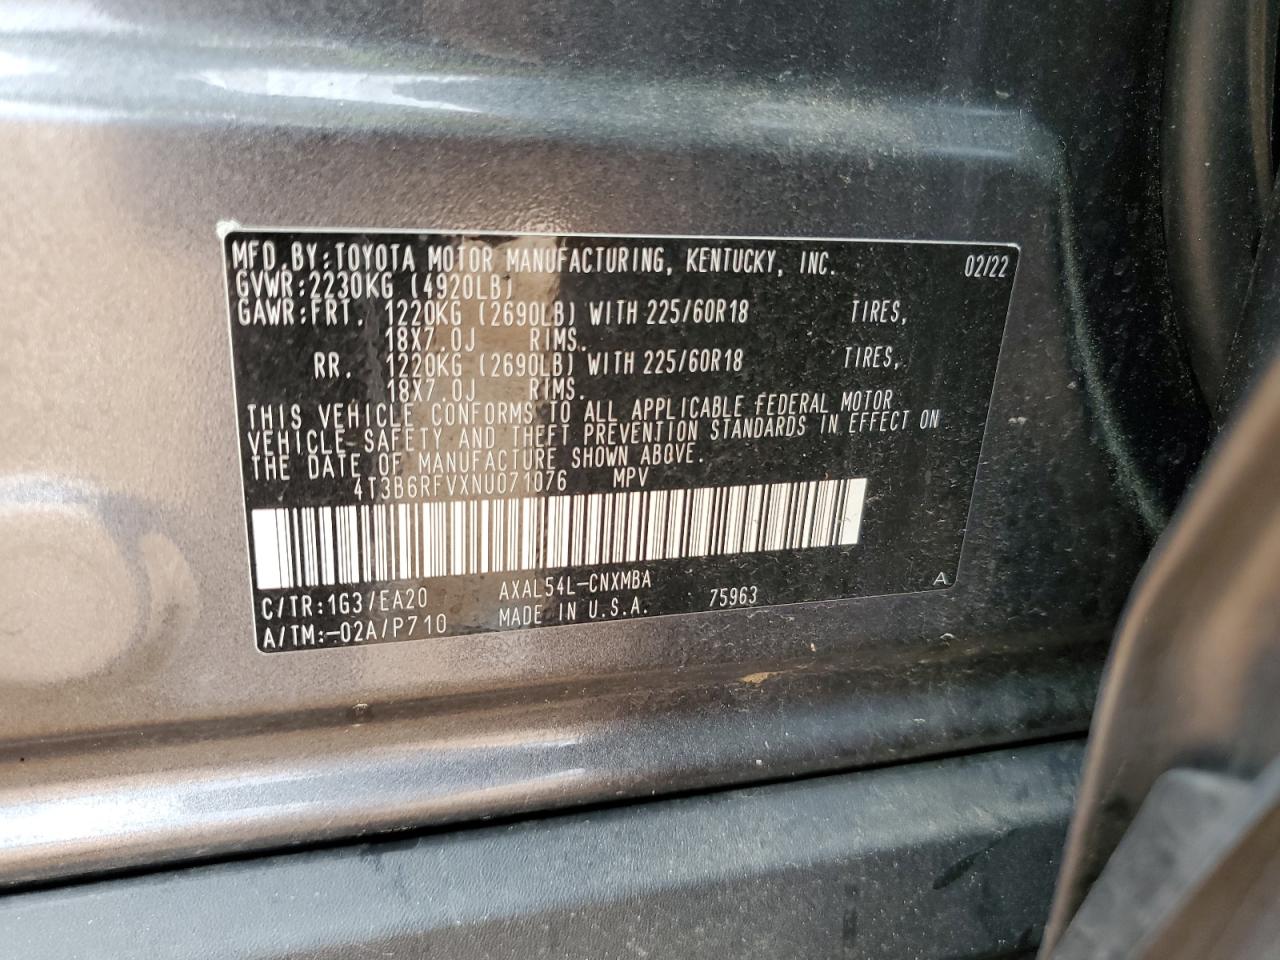 MFD.BY:TOYOTA MOTOR MANUFACTURING, KENTUCKY, INC. 02/22
GVWR:2230KG (4920LB)
GAWR:FRT. 1220KG (2690LB) WITH 225/60R18 TIRES,
18X7.0J RIMS.
RR. 1220KG (2690LB) WITH 225/60R18 TIRES,
18X7.0J RIMS.
THIS VEHICLE CONFORMS TO ALL APPLICABLE FEDERAL MOTOR
VEHICLE SAFETY AND THEFT PREVENTION STANDARDS IN EFFECT ON
THE DATE OF MANUFACTURE SHOWN ABOVE.
4T3B6RFVXNU071076 MPV
C/TR:1G3/EA20 AXAL54L-CNXMBA A
A/TM:-02A/P710 MADE IN U.S.A. 75963